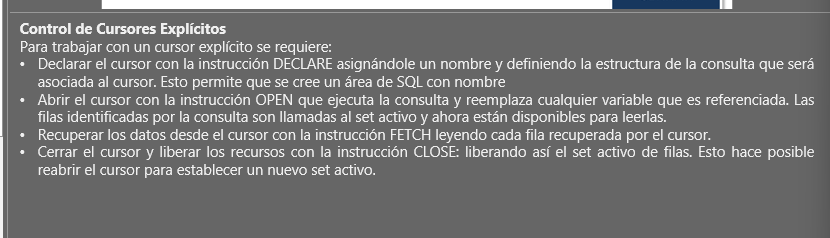 Control de Cursores Explícitos
Para trabajar con un cursor explícito se requiere:
• Declarar el cursor con la instrucción DECLARE asignándole un nombre y definiendo la estructura de la consulta que será
asociada al cursor. Esto permite que se cree un área de SQL con nombre
• Abrir el cursor con la instrucción OPEN que ejecuta la consulta y reemplaza cualquier variable que es referenciada. Las
filas identificadas por la consulta son llamadas al set activo y ahora están disponibles para leerlas.
• Recuperar los datos desde el cursor con la instrucción FETCH leyendo cada fila recuperada por el cursor.
• Cerrar el cursor y liberar los recursos con la instrucción CLOSE: liberando así el set activo de filas. Esto hace posible
reabrir el cursor para establecer un nuevo set activo.